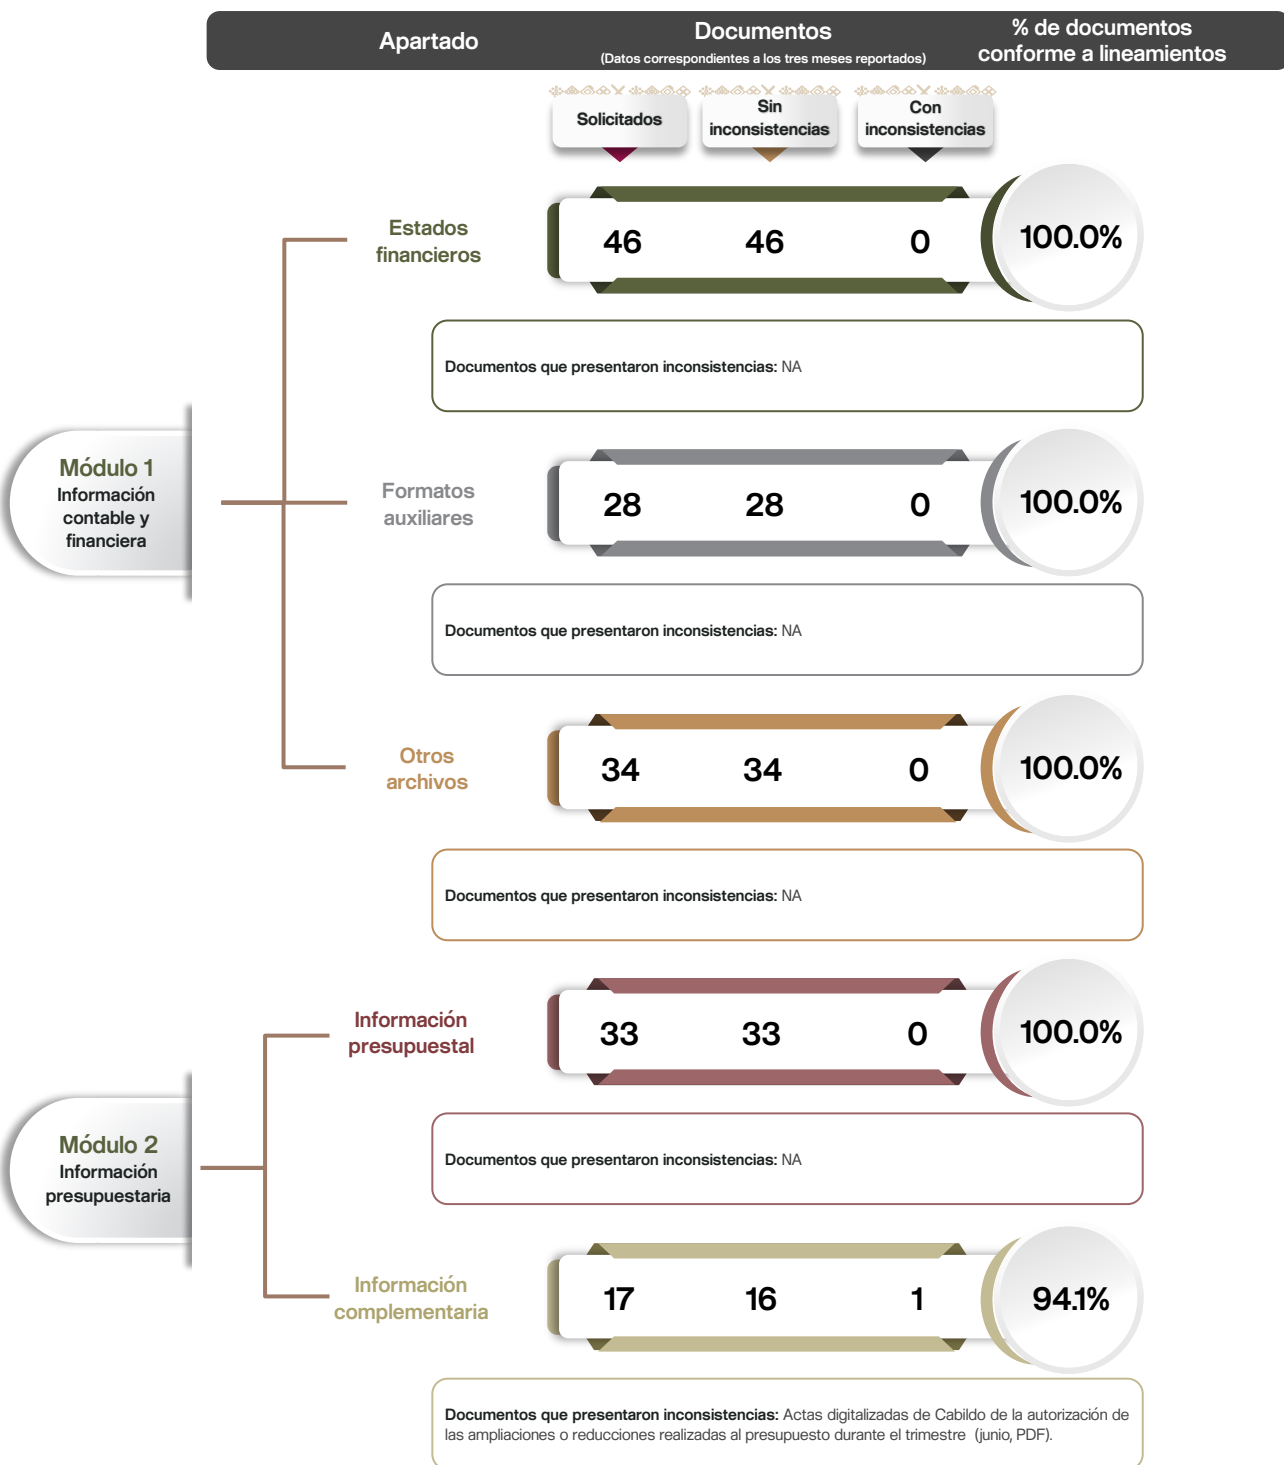 Apartado
Documentos
(Datos correspondientes a los tres meses reportados)
% de documentos
conforme a lineamientos
Solicitados
Sin
inconsistencias
Con
inconsistencias
Módulo 1
Información
contable y
financiera
Estados
financieros
46 46 0 100.0%
Documentos que presentaron inconsistencias: NA
Formatos
auxiliares
28 28 0 100.0%
Documentos que presentaron inconsistencias: NA
Otros
archivos
34 34 0 100.0%
Documentos que presentaron inconsistencias: NA
Módulo 2
Información
presupuestaria
Información
presupuestal
33 33 0 100.0%
Documentos que presentaron inconsistencias: NA
Información
complementaria
17 16 1 94.1%
Documentos que presentaron inconsistencias: Actas digitalizadas de Cabildo de la autorización de
las ampliaciones o reducciones realizadas al presupuesto durante el trimestre (junio, PDF).